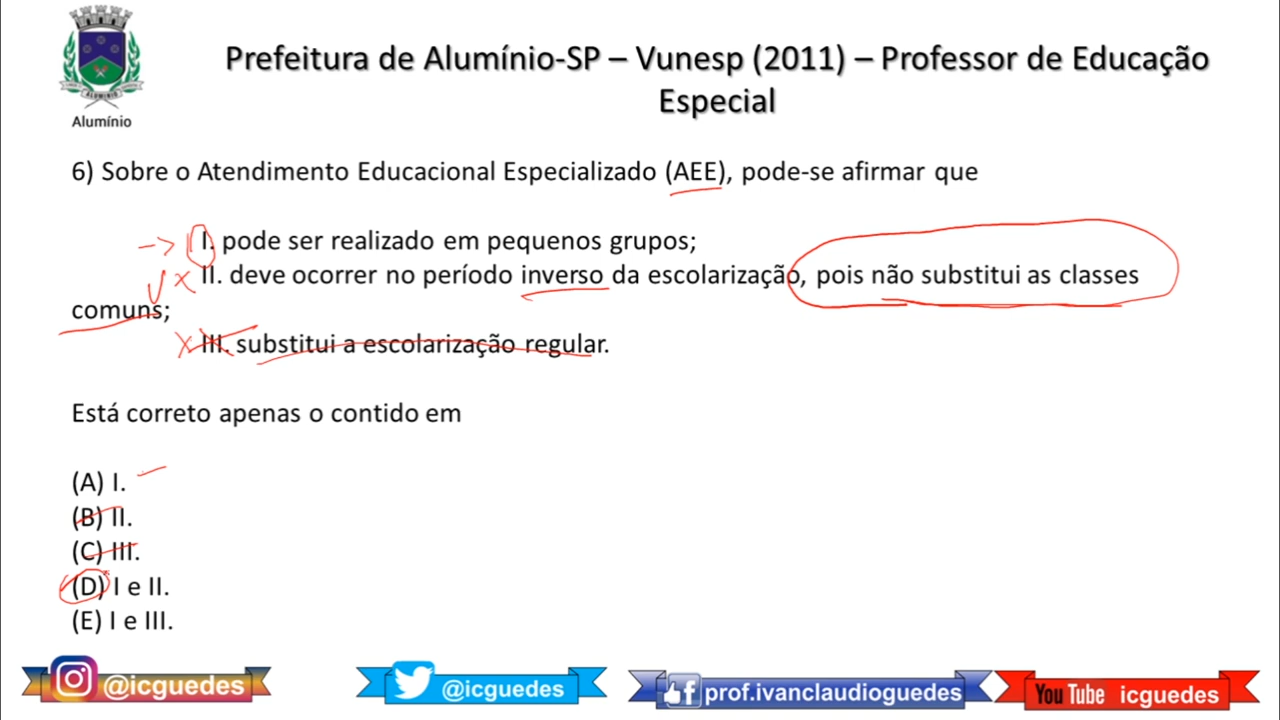 Prefeitura de Alumínio-SP – Vunesp (2011) – Professor de Educação
Especial
Alumínio
6) Sobre o Atendimento Educacional Especializado (AEE), pode-se afirmar que
I. pode ser realizado em pequenos grupos;
II. deve ocorrer no período inverso da escolarização, pois não substitui as classes
comuns;
III. substitui a escolarização regular.
Está correto apenas o contido em
(A) I.
(B) II.
(C) III.
(D) I e II.
(E) I e III.
@icguedes
@icguedes
prof.ivanclaudioguedes
YouTube icguedes